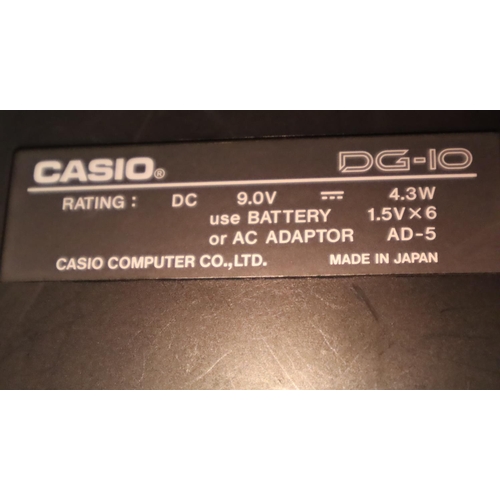 CASIO® DG-10
RATING : DC 9.0V ⎓ 4.3W
use BATTERY 1.5V×6
or AC ADAPTOR AD-5
CASIO COMPUTER CO.,LTD. MADE IN JAPAN